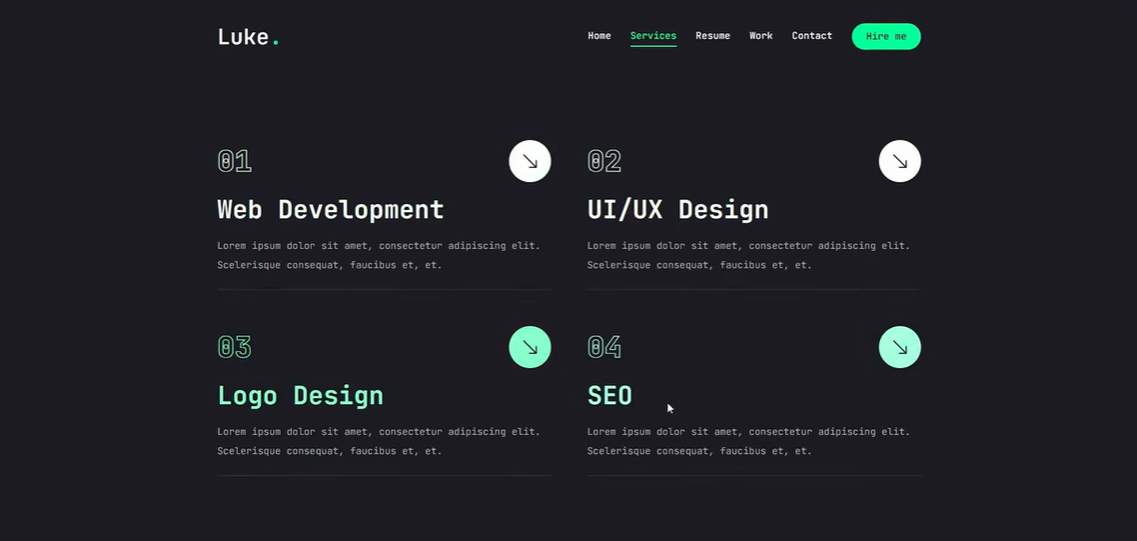 Luke.
Home Services Resume Work Contact Hire me
01
Web Development
Lorem ipsum dolor sit amet, consectetur adipiscing elit.
Scelerisque consequat, faucibus et, et.
02
UI/UX Design
Lorem ipsum dolor sit amet, consectetur adipiscing elit.
Scelerisque consequat, faucibus et, et.
03
Logo Design
Lorem ipsum dolor sit amet, consectetur adipiscing elit.
Scelerisque consequat, faucibus et, et.
04
SEO
Lorem ipsum dolor sit amet, consectetur adipiscing elit.
Scelerisque consequat, faucibus et, et.